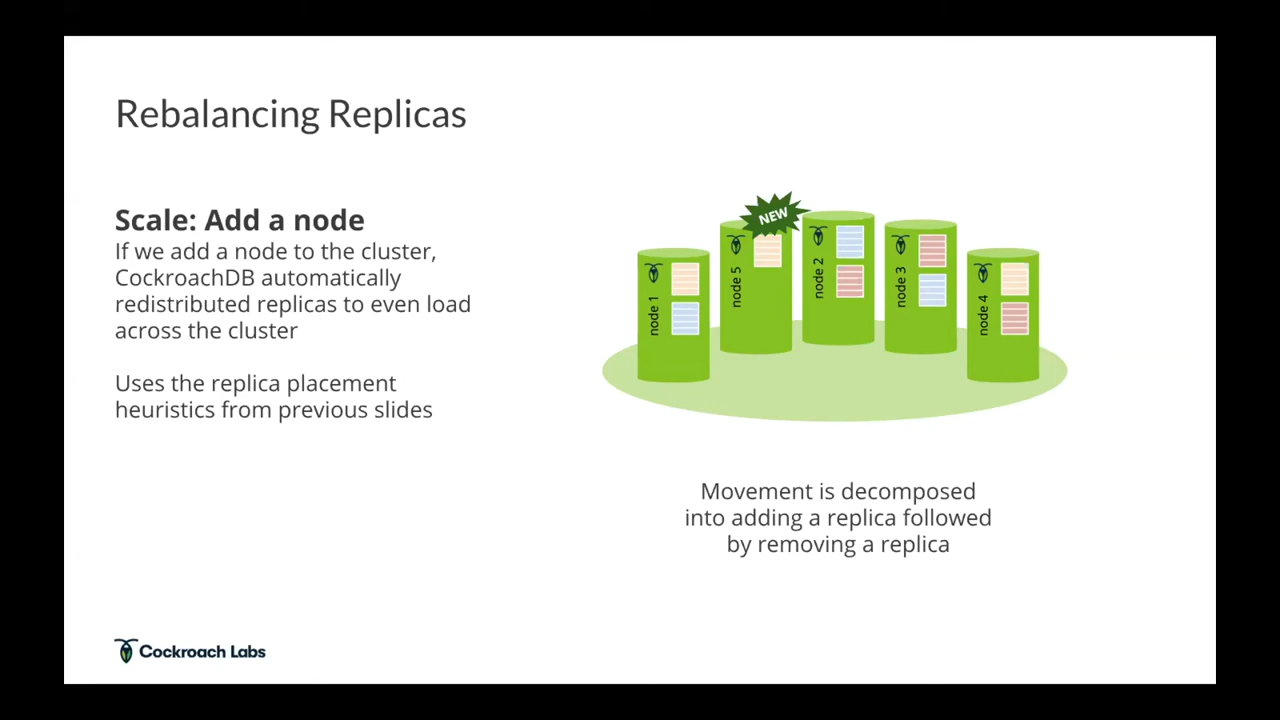 Rebalancing Replicas
Scale: Add a node
If we add a node to the cluster,
CockroachDB automatically
redistributed replicas to even load
across the cluster
Uses the replica placement
heuristics from previous slides
NEW
node 1
node 5
node 2
node 3
node 4
Movement is decomposed
into adding a replica followed
by removing a replica
Cockroach Labs